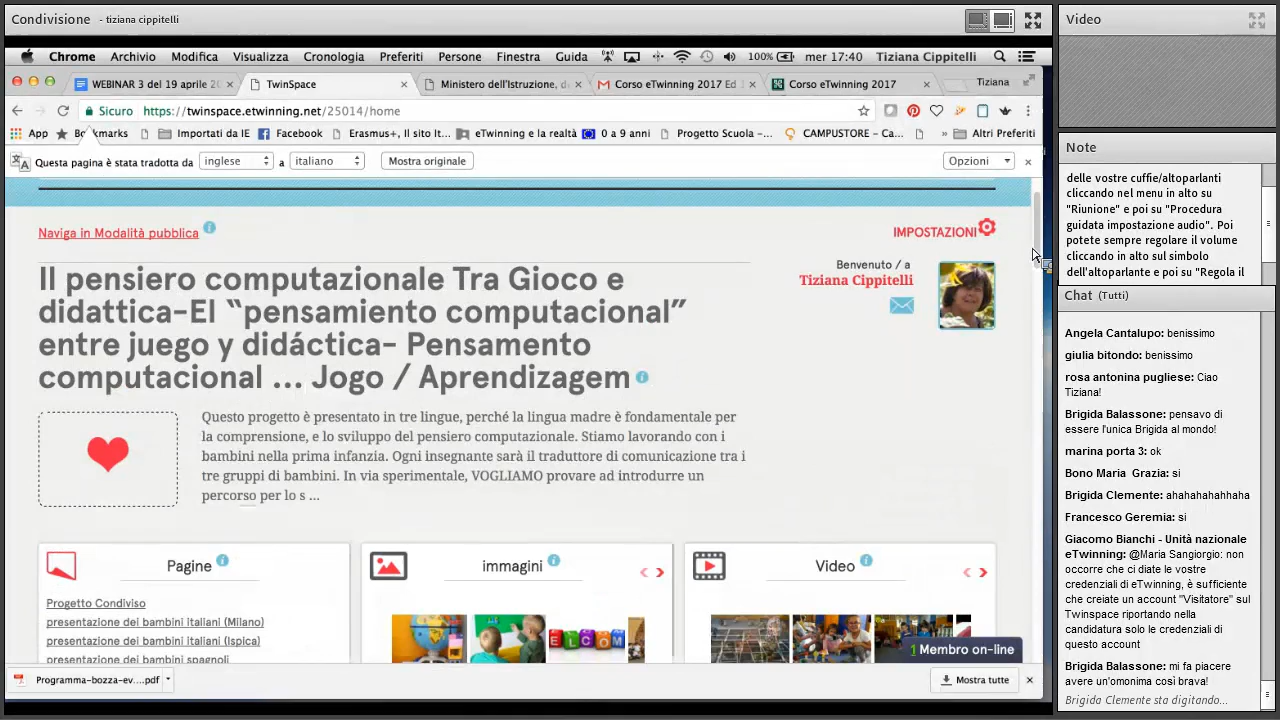 Condivisione - tiziana cippitelli
Chrome Archivio Modifica Visualizza Cronologia Preferiti Persone Finestra Guida 100% mer 17:40 Tiziana Cippitelli
WEBINAR 3 del 19 aprile 20 TwinSpace Ministero dell'Istruzione, d Corso eTwinning 2017 Ed 1 Corso eTwinning 2017 Tiziana
Sicuro https://twinspace.etwinning.net/25014/home
App Bookmarks Importati da IE Facebook Erasmus+, Il sito It... eTwinning e la realtà 0 a 9 anni Progetto Scuola -... CAMPUSTORE - Ca... » Altri Preferiti
Questa pagina è stata tradotta da inglese a italiano Mostra originale Opzioni
Naviga in Modalità pubblica
IMPOSTAZIONI
Il pensiero computazionale Tra Gioco e
didattica-El “pensamiento computacional”
entre juego y didáctica- Pensamento
computacional ... Jogo / Aprendizagem
Benvenuto / a
Tiziana Cippitelli
Questo progetto è presentato in tre lingue, perché la lingua madre è fondamentale per
la comprensione, e lo sviluppo del pensiero computazionale. Stiamo lavorando con i
bambini nella prima infanzia. Ogni insegnante sarà il traduttore di comunicazione tra i
tre gruppi di bambini. In via sperimentale, VOGLIAMO provare ad introdurre un
percorso per lo s ...
Pagine
Progetto Condiviso
presentazione dei bambini italiani (Milano)
presentazione dei bambini italiani (Ispica)
presentazione dei bambini spagnoli
immagini
ELCOM
Video
1 Membro on-line
Programma-bozza-ev....pdf
Mostra tutte
Video
Note
delle vostre cuffie/altoparlanti
cliccando nel menu in alto su
"Riunione" e poi su "Procedura
guidata impostazione audio". Poi
potete sempre regolare il volume
cliccando in alto sul simbolo
dell'altoparlante e poi su "Regola il
Chat (Tutti)
Angela Cantalupo: benissimo
giulia bitondo: benissimo
rosa antonina pugliese: Ciao
Tiziana!
Brigida Balassone: pensavo di
essere l'unica Brigida al mondo!
marina porta 3: ok
Bono Maria Grazia: si
Brigida Clemente: ahahahahahhaha
Francesco Geremia: si
Giacomo Bianchi - Unità nazionale
eTwinning: @Maria Sangiorgio: non
occorre che ci diate le vostre
credenziali di eTwinning, è sufficiente
che creiate un account "Visitatore" sul
Twinspace riportando nella
candidatura solo le credenziali di
questo account
Brigida Balassone: mi fa piacere
avere un'omonima così brava!
Brigida Clemente sta digitando...